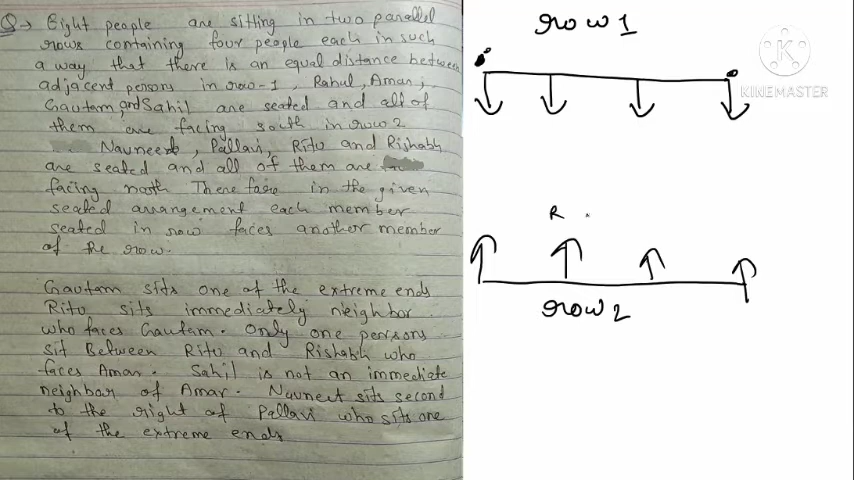 Q→ Eight people are sitting in two parallel
rows containing four people each in such
a way that there is an equal distance between
adjacent persons in row-1, Rahul, Aman,
Gautam, and Sahil are seated and all of
them are facing south in row2
Navneet, Pallavi, Ritu and Rishabh
are seated and all of them are
facing north There fare in the given
seated arrangement each member
seated in row faces another member
of the row.
Gautam sits one of the extreme ends
Ritu sits immediately neighbor
who faces Gautam. Only one persons
sit Between Ritu and Rishabh who
faces Amar. Sahil is not an immediate
neighbar of Amar. Navneet sits second
to the right of Pallavi who sits one
of the extreme ends
row 1
K
KINEMASTER
R
row 2